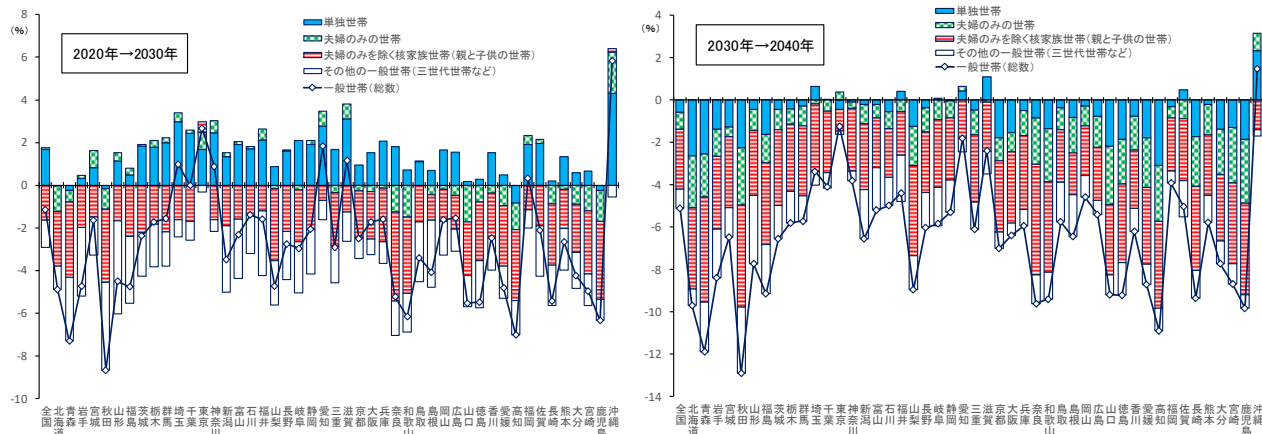 (%)
8
6
4
2
0
-2
-4
-6
-8
-10
2020年→2030年
単独世帯
夫婦のみの世帯
夫婦のみを除く核家族世帯(親と子供の世帯)
その他の一般世帯(三世代世帯など)
一般世帯(総数)
全国
北海道
青森
岩手
宮城
秋田
山形
福島
茨城
栃木
群馬
埼玉
千葉
東京
神奈川
新潟
富山
石川
福井
山梨
長野
岐阜
静岡
愛知
三重
滋賀
京都
大阪
兵庫
奈良
和歌山
鳥取
島根
岡山
広島
山口
徳島
香川
愛媛
高知
福岡
佐賀
長崎
熊本
大分
宮崎
鹿児島
沖縄
(%)
4
2
0
-2
-4
-6
-8
-10
-12
-14
2030年→2040年
単独世帯
夫婦のみの世帯
夫婦のみを除く核家族世帯(親と子供の世帯)
その他の一般世帯(三世代世帯など)
一般世帯(総数)
全国
北海道
青森
岩手
宮城
秋田
山形
福島
茨城
栃木
群馬
埼玉
千葉
東京
神奈川
新潟
富山
石川
福井
山梨
長野
岐阜
静岡
愛知
三重
滋賀
京都
大阪
兵庫
奈良
和歌山
鳥取
島根
岡山
広島
山口
徳島
香川
愛媛
高知
福岡
佐賀
長崎
熊本
大分
宮崎
鹿児島
沖縄